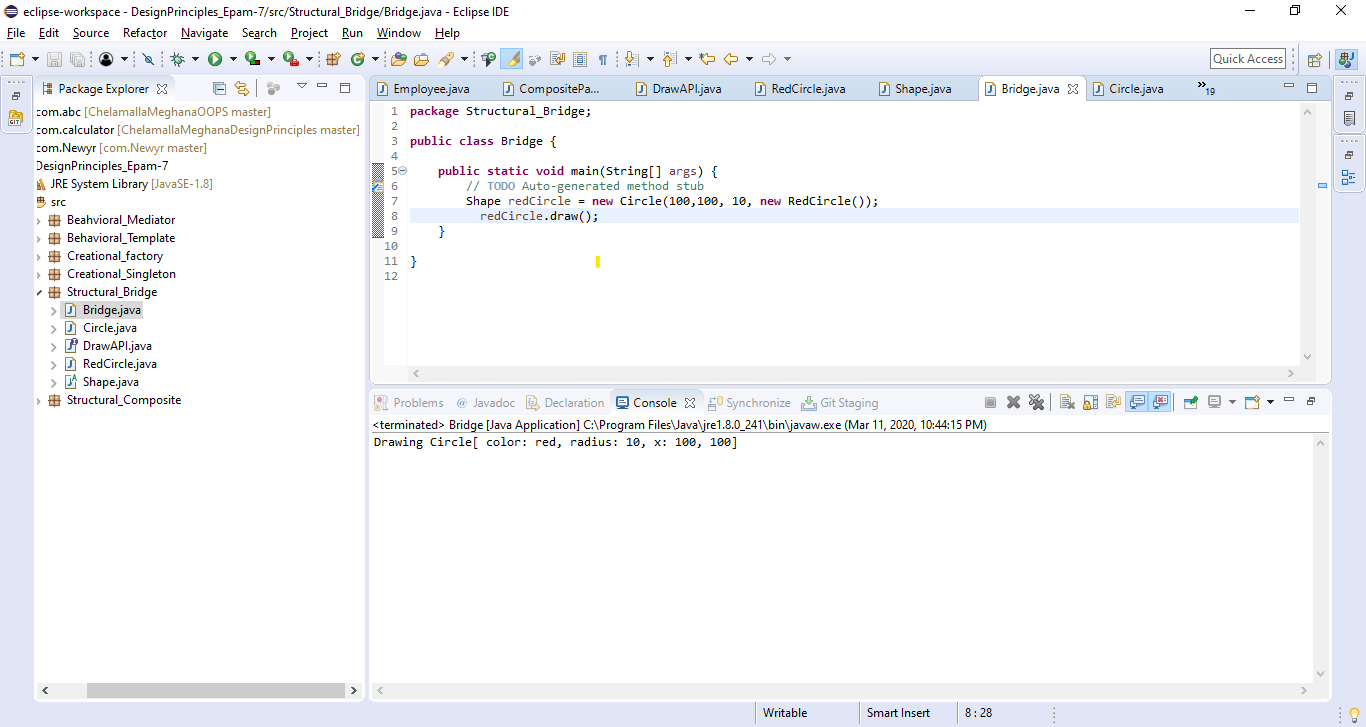 eclipse-workspace - DesignPrinciples_Epam-7/src/Structural_Bridge/Bridge.java - Eclipse IDE
File Edit Source Refactor Navigate Search Project Run Window Help
Quick Access
Package Explorer
com.abc [ChelamallaMeghanaOOPS master]
com.calculator [ChelamallaMeghanaDesignPrinciples master]
com.Newyr [com.Newyr master]
DesignPrinciples_Epam-7
JRE System Library [JavaSE-1.8]
src
Beahvioral_Mediator
Behavioral_Template
Creational_factory
Creational_Singleton
Structural_Bridge
Bridge.java
Circle.java
DrawAPI.java
RedCircle.java
Shape.java
Structural_Composite
Employee.java CompositePa... DrawAPI.java RedCircle.java Shape.java Bridge.java Circle.java »19
1 package Structural_Bridge;
2
3 public class Bridge {
4
5 public static void main(String[] args) {
6 // TODO Auto-generated method stub
7 Shape redCircle = new Circle(100,100, 10, new RedCircle());
8 redCircle.draw();
9 }
10
11 }
12
Problems @ Javadoc Declaration Console Synchronize Git Staging
<terminated> Bridge [Java Application] C:\Program Files\Java\jre1.8.0_241\bin\javaw.exe (Mar 11, 2020, 10:44:15 PM)
Drawing Circle[ color: red, radius: 10, x: 100, 100]
Writable Smart Insert 8 : 28